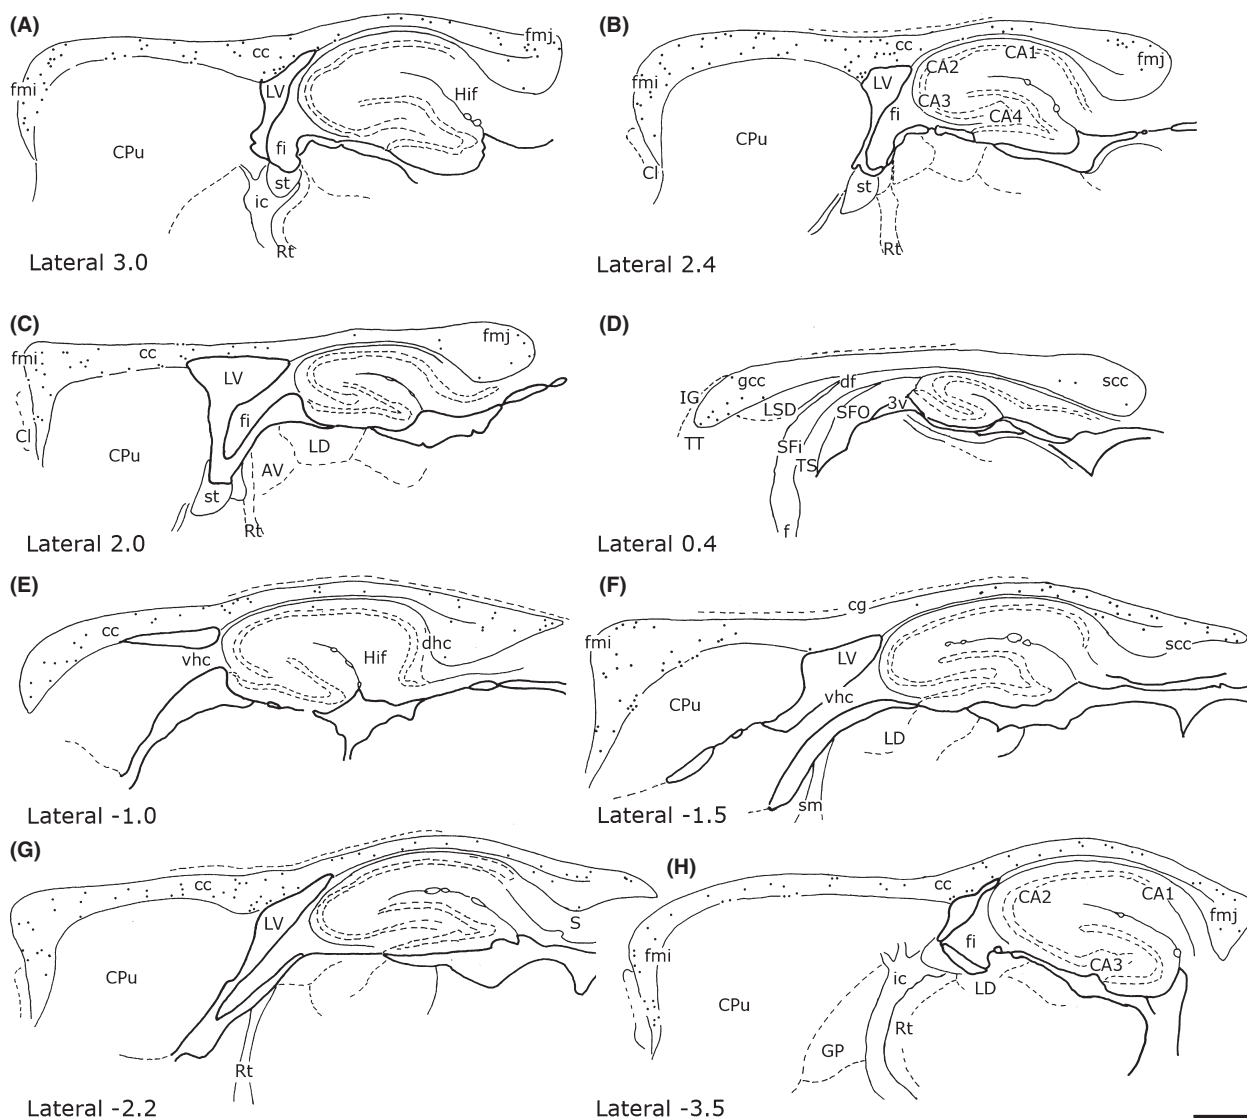 (A)
cc
fmj
fmi
LV
Hif
CPu
fi
st
ic
Rt
Lateral 3.0
(B)
cc
CA1
fmj
fmi
LV
CA2
CA3
fi
CA4
CPu
Cl
st
Rt
Lateral 2.4
(C)
fmi
cc
fmj
LV
fi
Cl
CPu
LD
AV
st
Rt
Lateral 2.0
(D)
gcc
df
scc
IG
LSD
SFO
3v
TT
SFi
TS
f
Lateral 0.4
(E)
cc
dhc
vhc
Hif
Lateral -1.0
(F)
cg
fmi
scc
LV
CPu
vhc
LD
sm
Lateral -1.5
(G)
cc
LV
S
CPu
Rt
Lateral -2.2
(H)
cc
CA2
CA1
fmj
fmi
fi
CA3
ic
LD
CPu
Rt
GP
Lateral -3.5